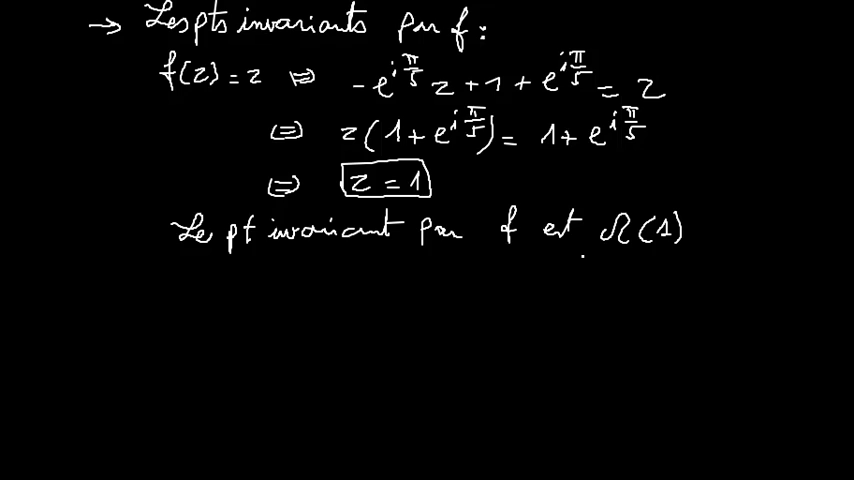 → Les pts invariants par f :
f(z) = z ⇔ -e^{iπ/5} z + 1 + e^{iπ/5} = z
⇔ z(1 + e^{iπ/5}) = 1 + e^{iπ/5}
⇔ z = 1
Le pt invariant par f est Ω(1)